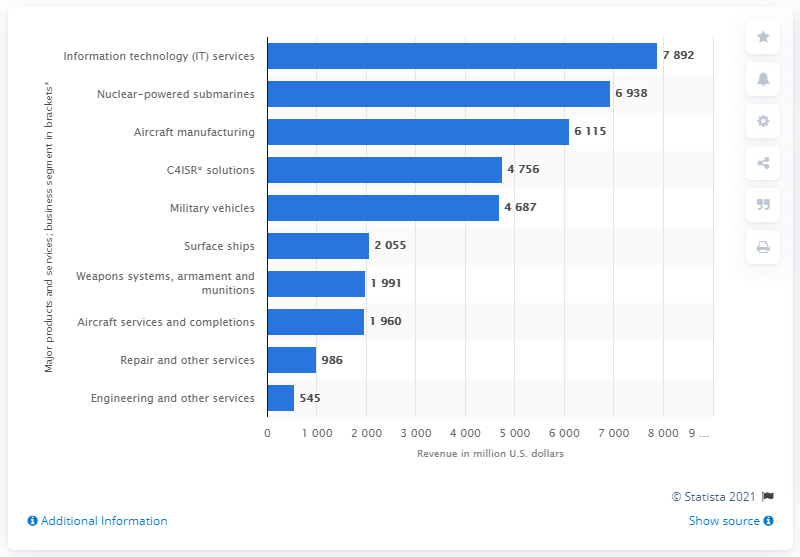 Major products and services; business segment in brackets*
Information technology (IT) services
7 892
Nuclear-powered submarines
6 938
Aircraft manufacturing
6 115
C4ISR* solutions
4 756
Military vehicles
4 687
Surface ships
2 055
Weapons systems, armament and
munitions
1 991
Aircraft services and completions
1 960
Repair and other services
986
Engineering and other services
545
0 1 000 2 000 3 000 4 000 5 000 6 000 7 000 8 000 9 ...
Revenue in million U.S. dollars
© Statista 2021
Additional Information
Show source